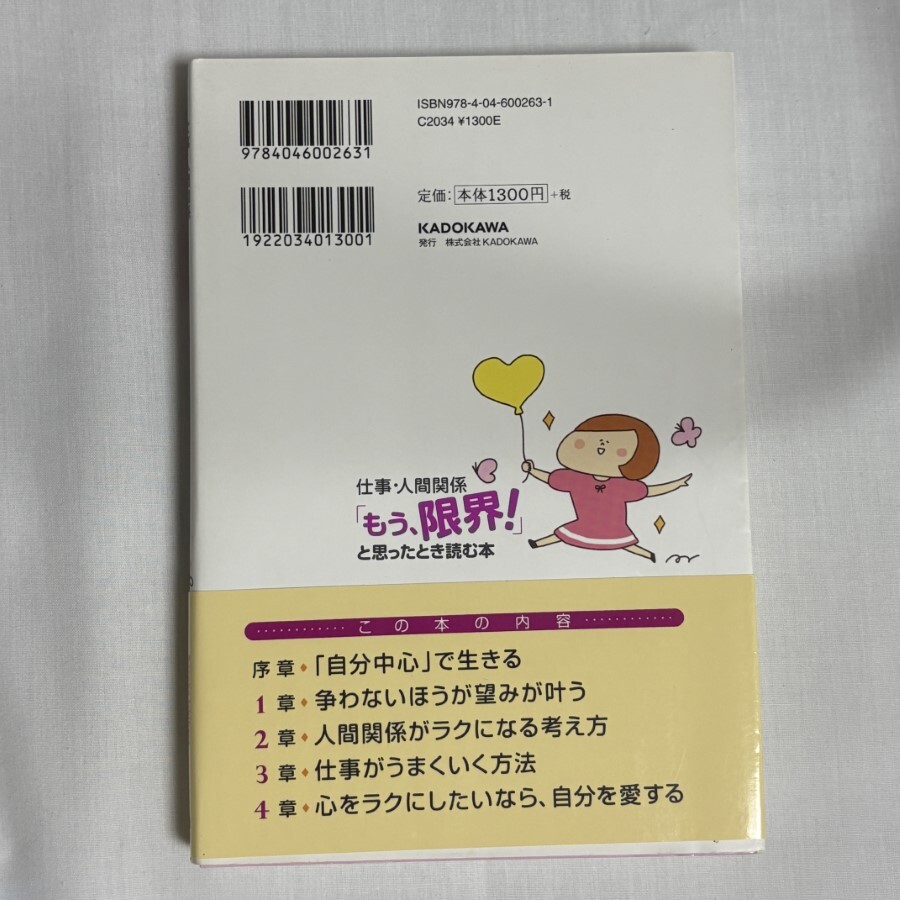 ISBN978-4-04-600263-1
C2034 ¥1300E
9784046002631
定価：本体1300円+税
1922034013001
KADOKAWA
発行 株式会社KADOKAWA
仕事・人間関係
「もう、限界！」
と思ったとき読む本
この本の内容
序章◆「自分中心」で生きる
1章◆争わないほうが望みが叶う
2章◆人間関係がラクになる考え方
3章◆仕事がうまくいく方法
4章◆心をラクにしたいなら、自分を愛する